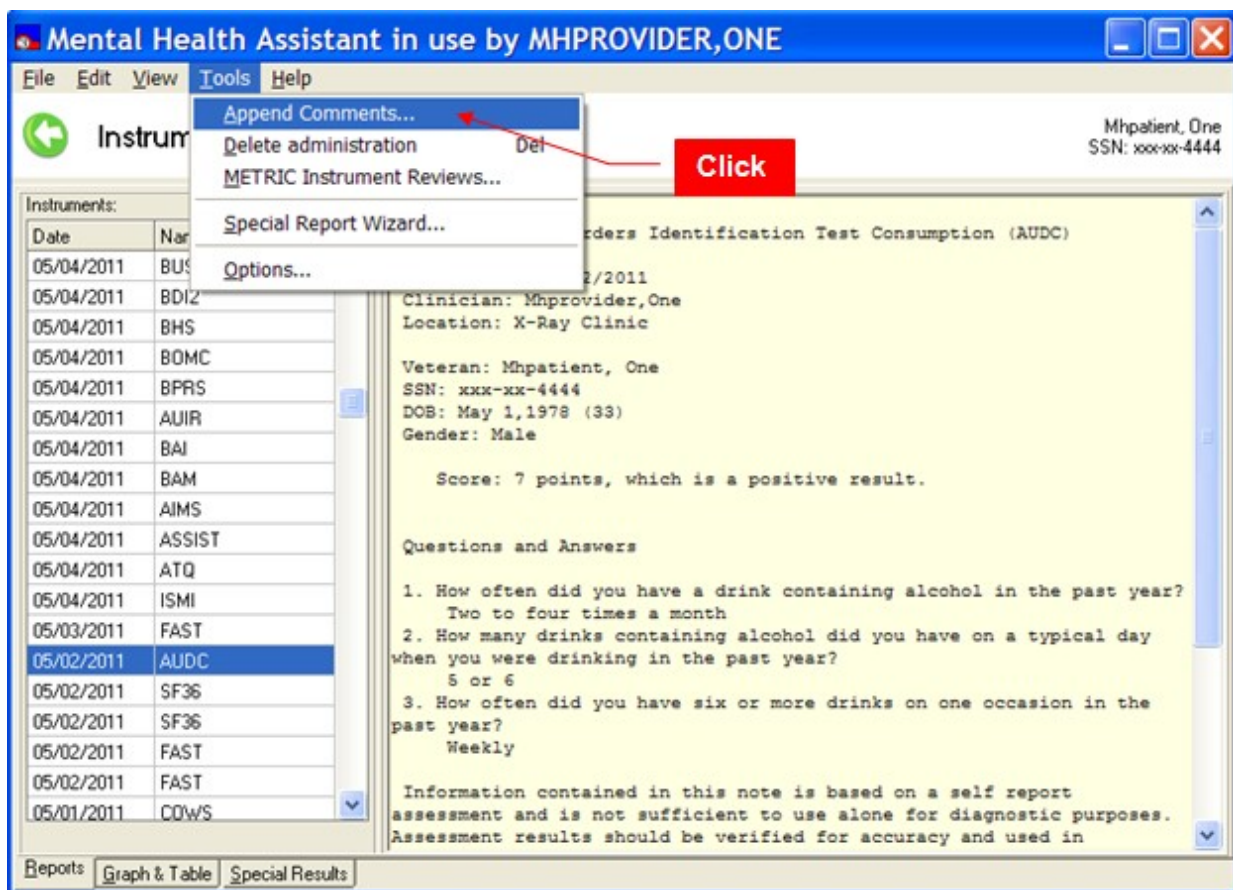 Mental Health Assistant in use by MHPROVIDER,ONE
File Edit View Tools Help
Append Comments...
Delete administration Del
METRIC Instrument Reviews...
Special Report Wizard...
Options...
Click
Instrum
Mhpatient, One
SSN: xxx-xx-4444
Instruments:
Date Nar
05/04/2011 BUS
05/04/2011 BDI2
05/04/2011 BHS
05/04/2011 BOMC
05/04/2011 BPRS
05/04/2011 AUIR
05/04/2011 BAI
05/04/2011 BAM
05/04/2011 AIMS
05/04/2011 ASSIST
05/04/2011 ATQ
05/04/2011 ISMI
05/03/2011 FAST
05/02/2011 AUDC
05/02/2011 SF36
05/02/2011 SF36
05/02/2011 FAST
05/02/2011 FAST
05/01/2011 COWS
rders Identification Test Consumption (AUDC)
2/2011
Clinician: Mhprovider,One
Location: X-Ray Clinic
Veteran: Mhpatient, One
SSN: xxx-xx-4444
DOB: May 1,1978 (33)
Gender: Male
Score: 7 points, which is a positive result.
Questions and Answers
1. How often did you have a drink containing alcohol in the past year?
Two to four times a month
2. How many drinks containing alcohol did you have on a typical day
when you were drinking in the past year?
5 or 6
3. How often did you have six or more drinks on one occasion in the
past year?
Weekly
Information contained in this note is based on a self report
assessment and is not sufficient to use alone for diagnostic purposes.
Assessment results should be verified for accuracy and used in
Reports Graph & Table Special Results